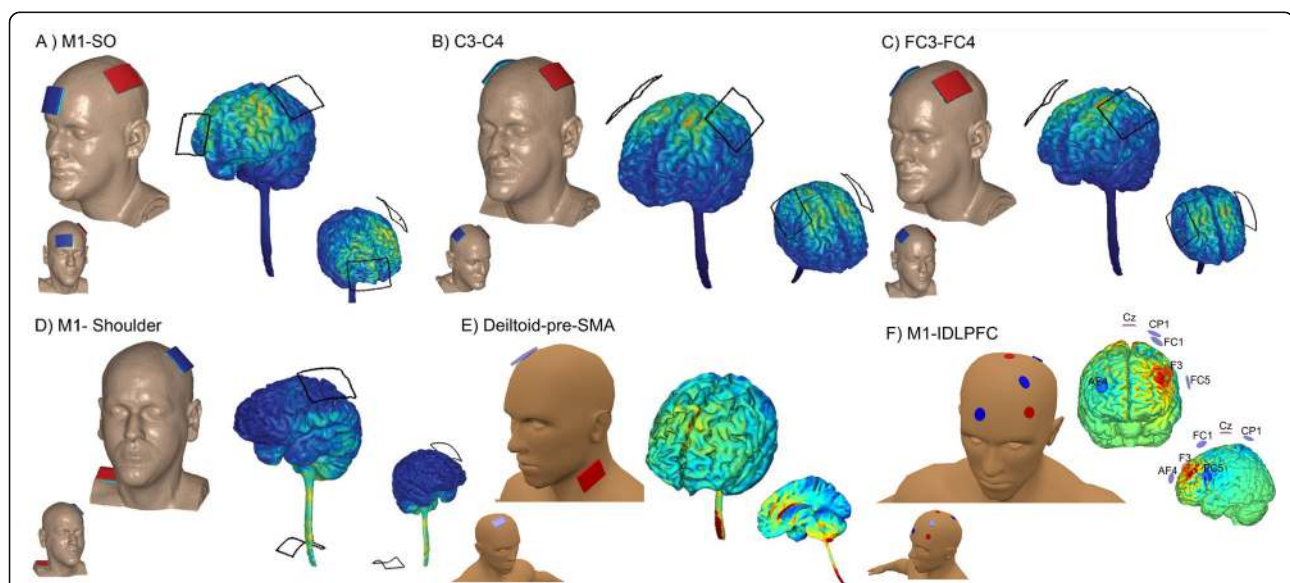 A ) M1-SO
B ) C3-C4
C ) FC3-FC4
D ) M1- Shoulder
E ) Deiltoid-pre-SMA
F ) M1-lDLPFC
Cz
CP1
FC1
F3
AF4
FC5
Cz
FC1
CP1
F3
AF4
FC5